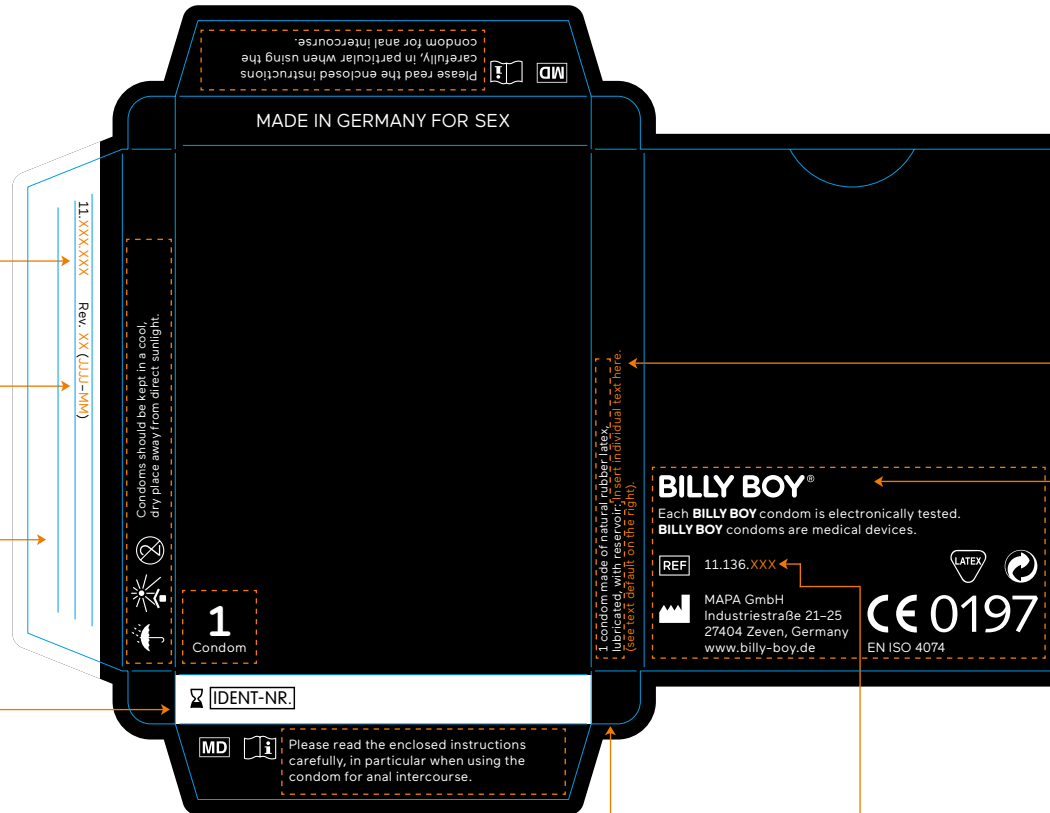 Please read the enclosed instructions
carefully, in particular when using the
condom for anal intercourse.
MD
MADE IN GERMANY FOR SEX
11.XXX.XXX Rev. XX (JJJJ–MM)
Condoms should be kept in a cool,
dry place away from direct sunlight.
2
1
Condom
1 condom made of natural rubber latex,
lubricated, with reservoir. Insert individual text here.
(see text default on the right).
BILLY BOY®
Each BILLY BOY condom is electronically tested.
BILLY BOY condoms are medical devices.
REF 11.136.XXX
LATEX
MAPA GmbH
Industriestraße 21–25
27404 Zeven, Germany
www.billy-boy.de
CE 0197
EN ISO 4074
IDENT-NR.
MD
i
Please read the enclosed instructions
carefully, in particular when using the
condom for anal intercourse.